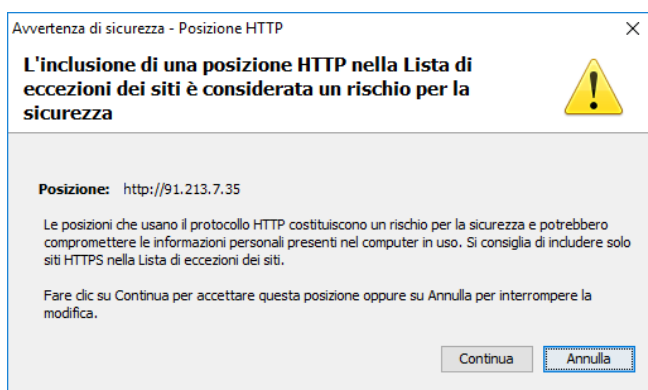 Avvertenza di sicurezza - Posizione HTTP
L'inclusione di una posizione HTTP nella Lista di
eccezioni dei siti è considerata un rischio per la
sicurezza
Posizione: http://91.213.7.35
Le posizioni che usano il protocollo HTTP costituiscono un rischio per la sicurezza e potrebbero
compromettere le informazioni personali presenti nel computer in uso. Si consiglia di includere solo
siti HTTPS nella Lista di eccezioni dei siti.
Fare clic su Continua per accettare questa posizione oppure su Annulla per interrompere la
modifica.
Continua Annulla